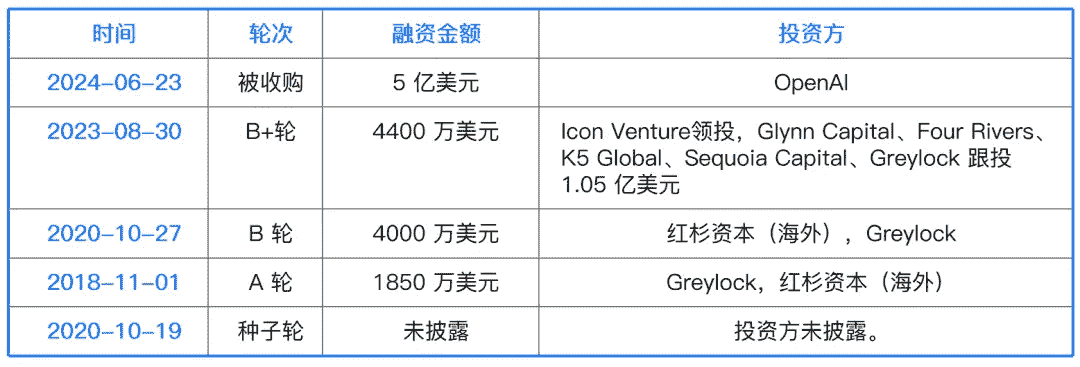 时间 轮次 融资金额 投资方
2024-06-23 被收购 5 亿美元 OpenAI
2023-08-30 B+轮 4400 万美元 Icon Venture领投，Glynn Capital、Four Rivers、
K5 Global、Sequoia Capital、Greylock 跟投
1.05 亿美元
2020-10-27 B 轮 4000 万美元 红杉资本（海外），Greylock
2018-11-01 A 轮 1850 万美元 Greylock，红杉资本（海外）
2020-10-19 种子轮 未披露 投资方未披露。